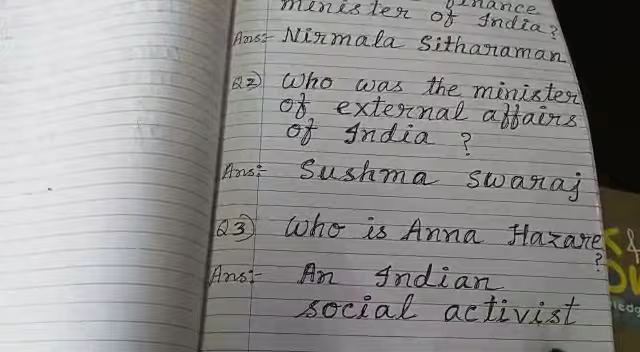 minister of India?
Ans:- Nirmala Sitharaman
Q2) Who was the minister
of external affairs
of India ?
Ans:- Sushma Swaraj
Q3) Who is Anna Hazare
?
Ans:- An Indian
social activist